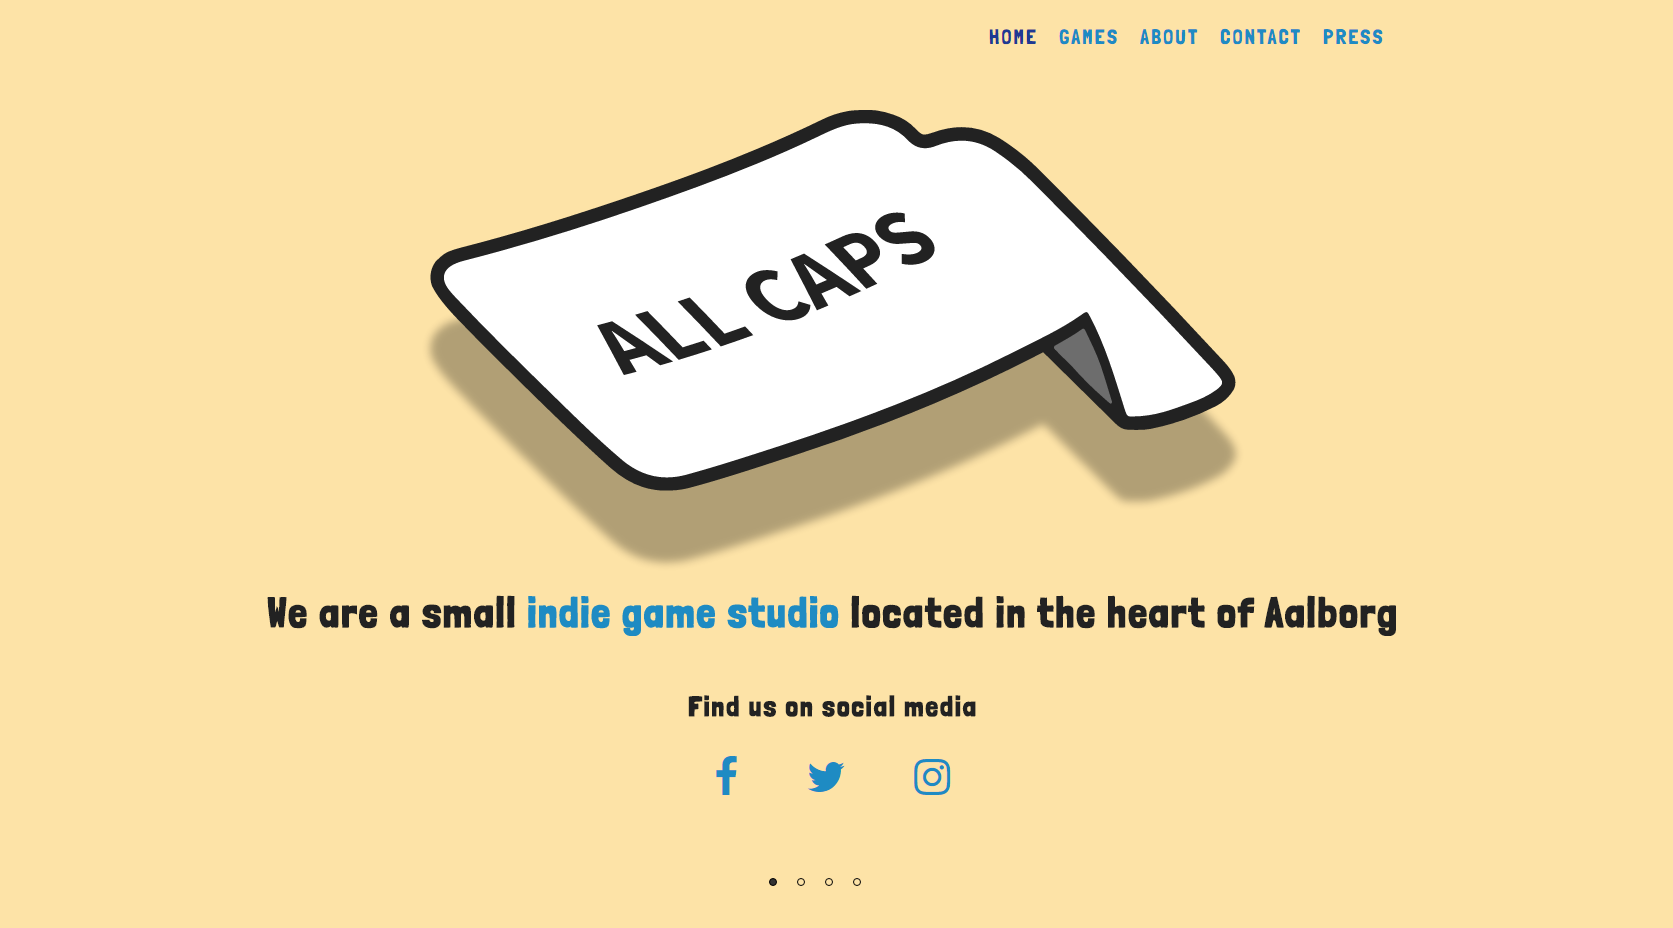 HOME GAMES ABOUT CONTACT PRESS
ALL CAPS
We are a small indie game studio located in the heart of Aalborg
Find us on social media